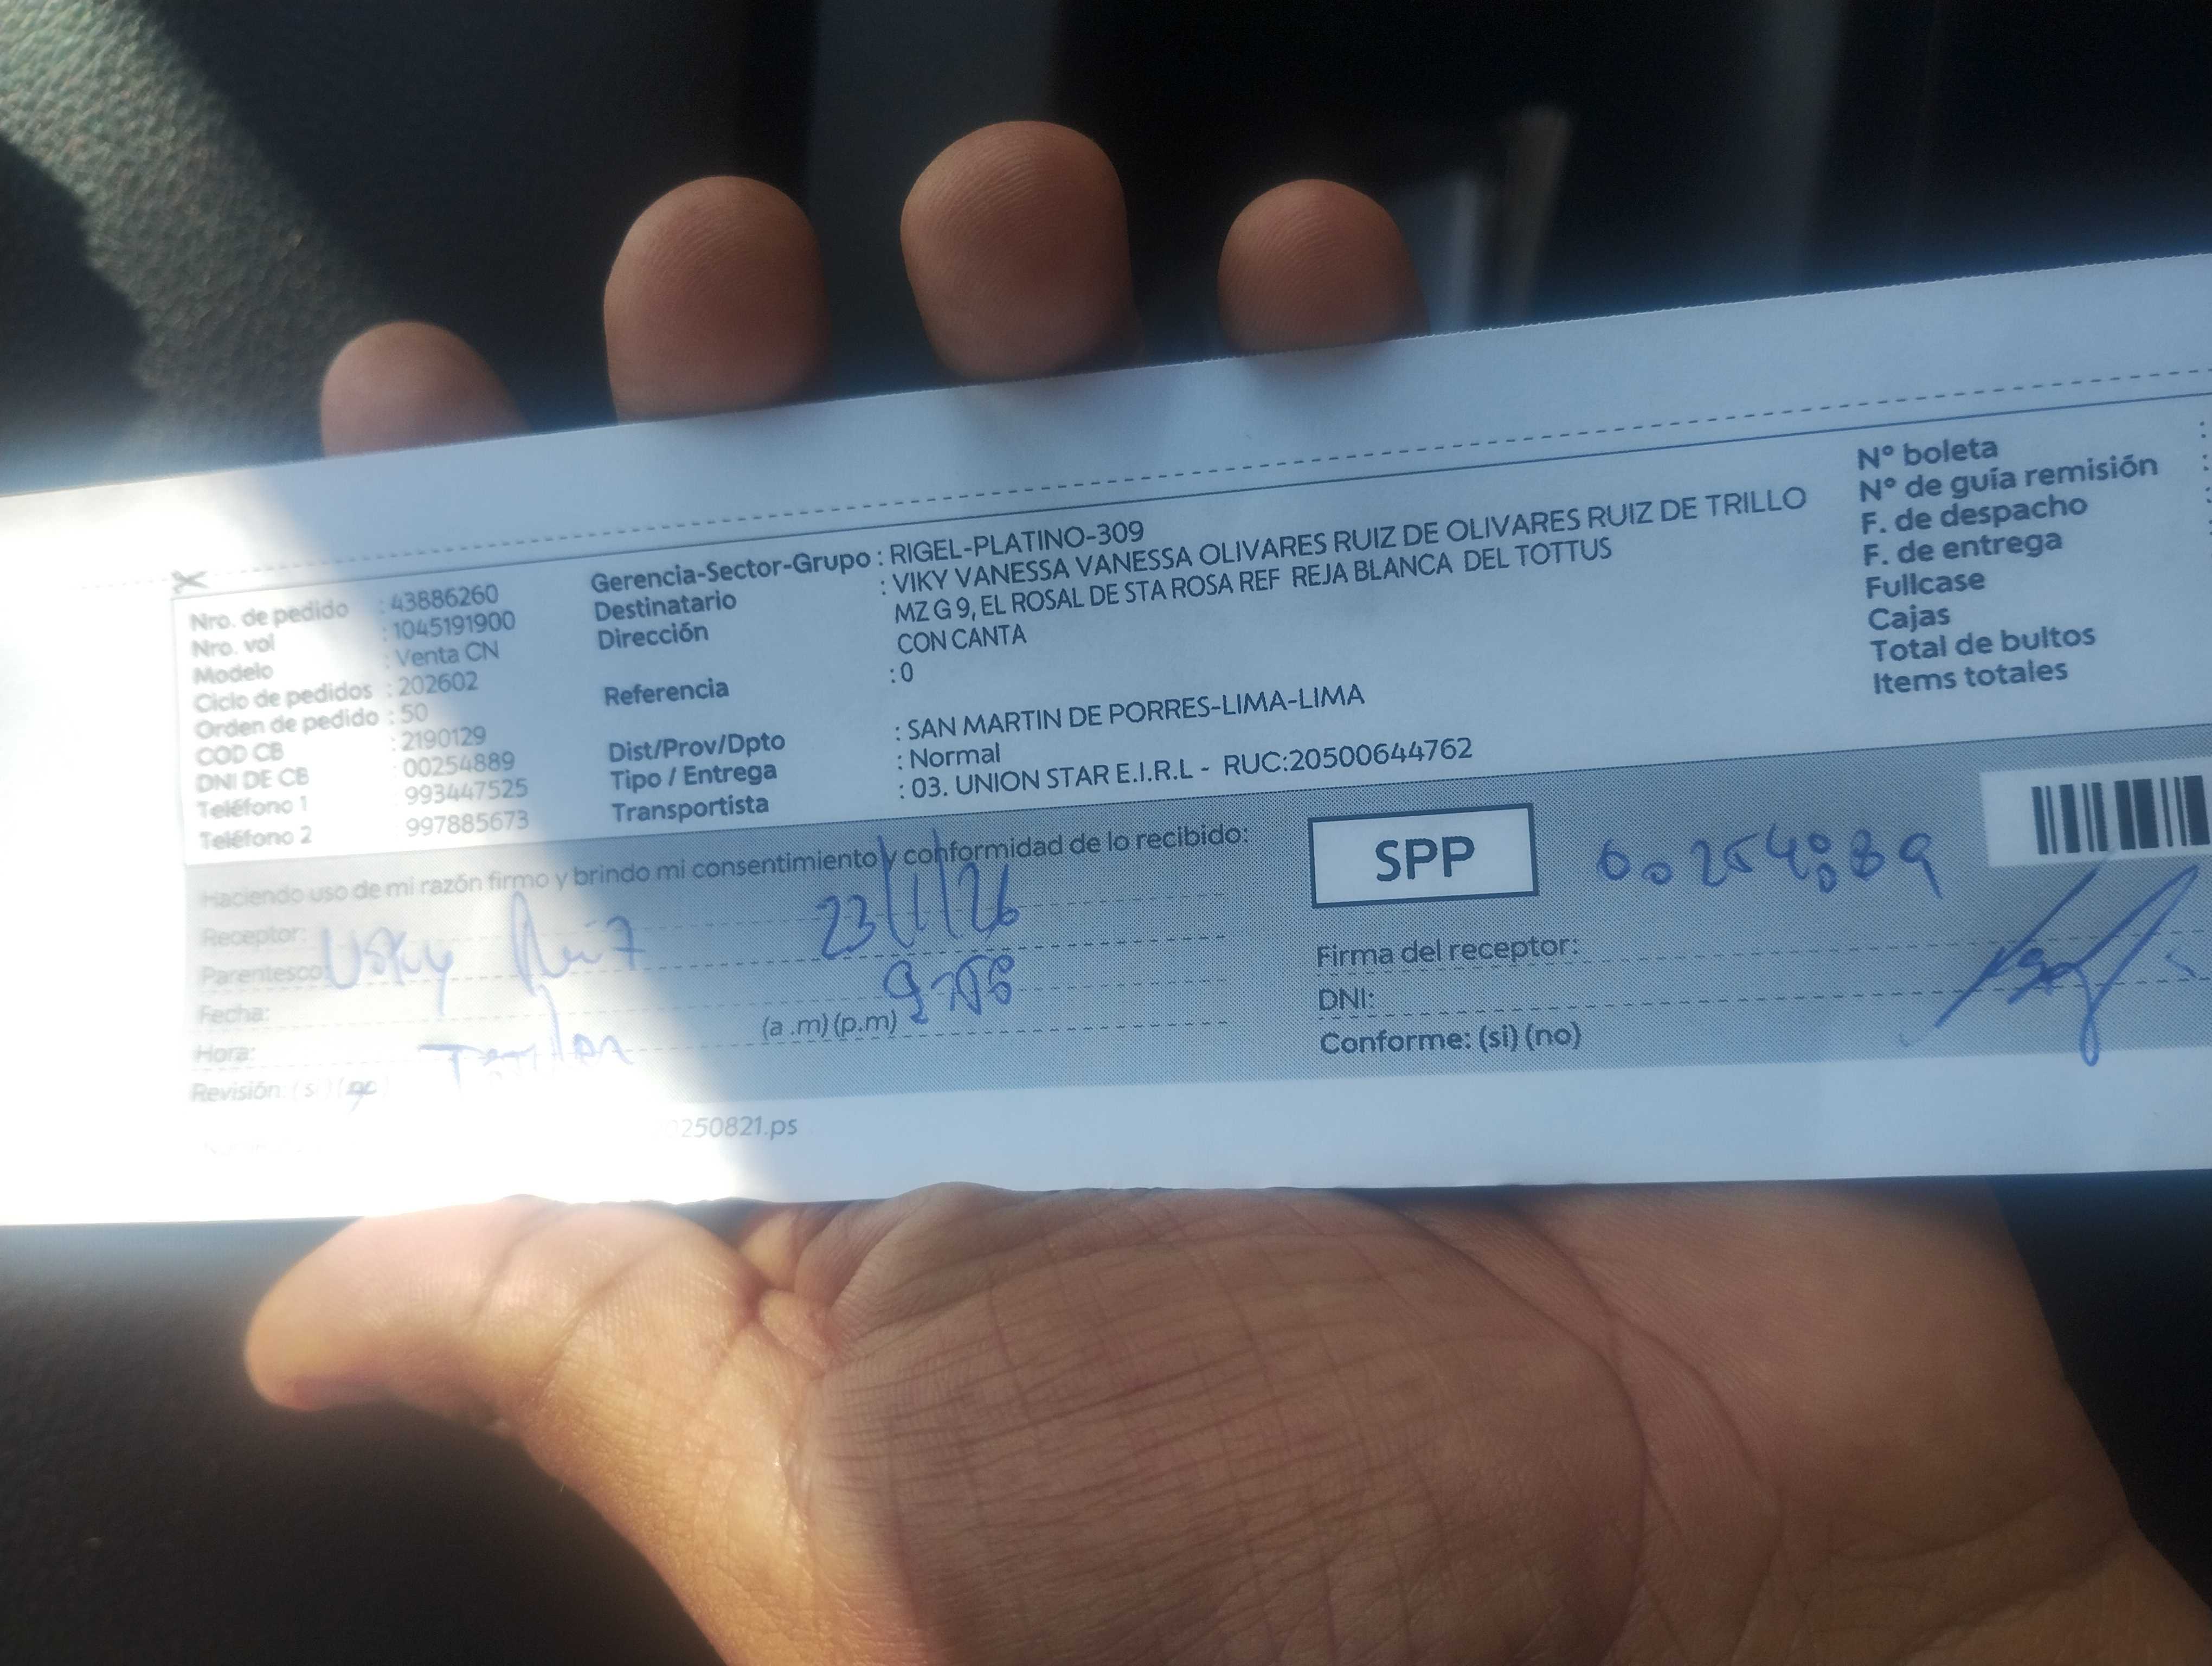 Nro. de pedido : 43886260
Nro. vol : 1045191900
Modelo : Venta CN
Ciclo de pedidos : 202602
Orden de pedido : 50
COD CB : 2190129
DNI DE CB : 00254889
Teléfono 1 : 993447525
Teléfono 2 : 997885673
Gerencia-Sector-Grupo : RIGEL-PLATINO-309
Destinatario : VIKY VANESSA VANESSA OLIVARES RUIZ DE OLIVARES RUIZ DE TRILLO
Dirección MZ G 9, EL ROSAL DE STA ROSA REF REJA BLANCA DEL TOTTUS
CON CANTA
Referencia : 0
Dist/Prov/Dpto : SAN MARTIN DE PORRES-LIMA-LIMA
Tipo / Entrega : Normal
Transportista : 03. UNION STAR E.I.R.L - RUC:20500644762
N° boleta :
N° de guía remisión :
F. de despacho :
F. de entrega
Fullcase
Cajas
Total de bultos
Items totales
Haciendo uso de mi razón firmo y brindo mi consentimiento y conformidad de lo recibido:
Receptor:
Parentesco: Ruiz 23/1/26
Fecha:
Hora: (a .m) (p.m)
Revisión: (si) (no)
SPP 00254889
Firma del receptor:
DNI:
Conforme: (si) (no)
0250821.ps